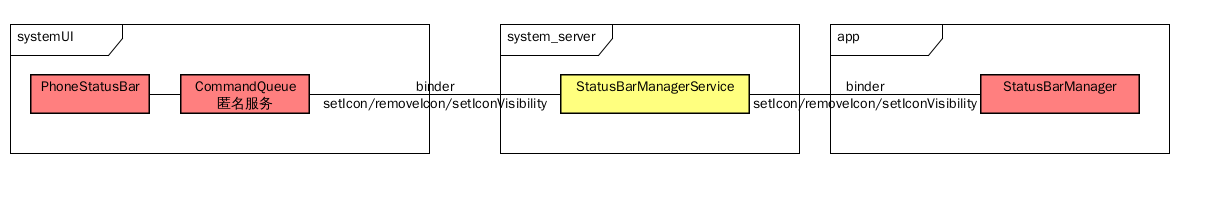 systemUI
PhoneStatusBar
CommandQueue
匿名服务
binder
setIcon/removeIcon/setIconVisibility
system_server
StatusBarManagerService
binder
setIcon/removeIcon/setIconVisibility
app
StatusBarManager